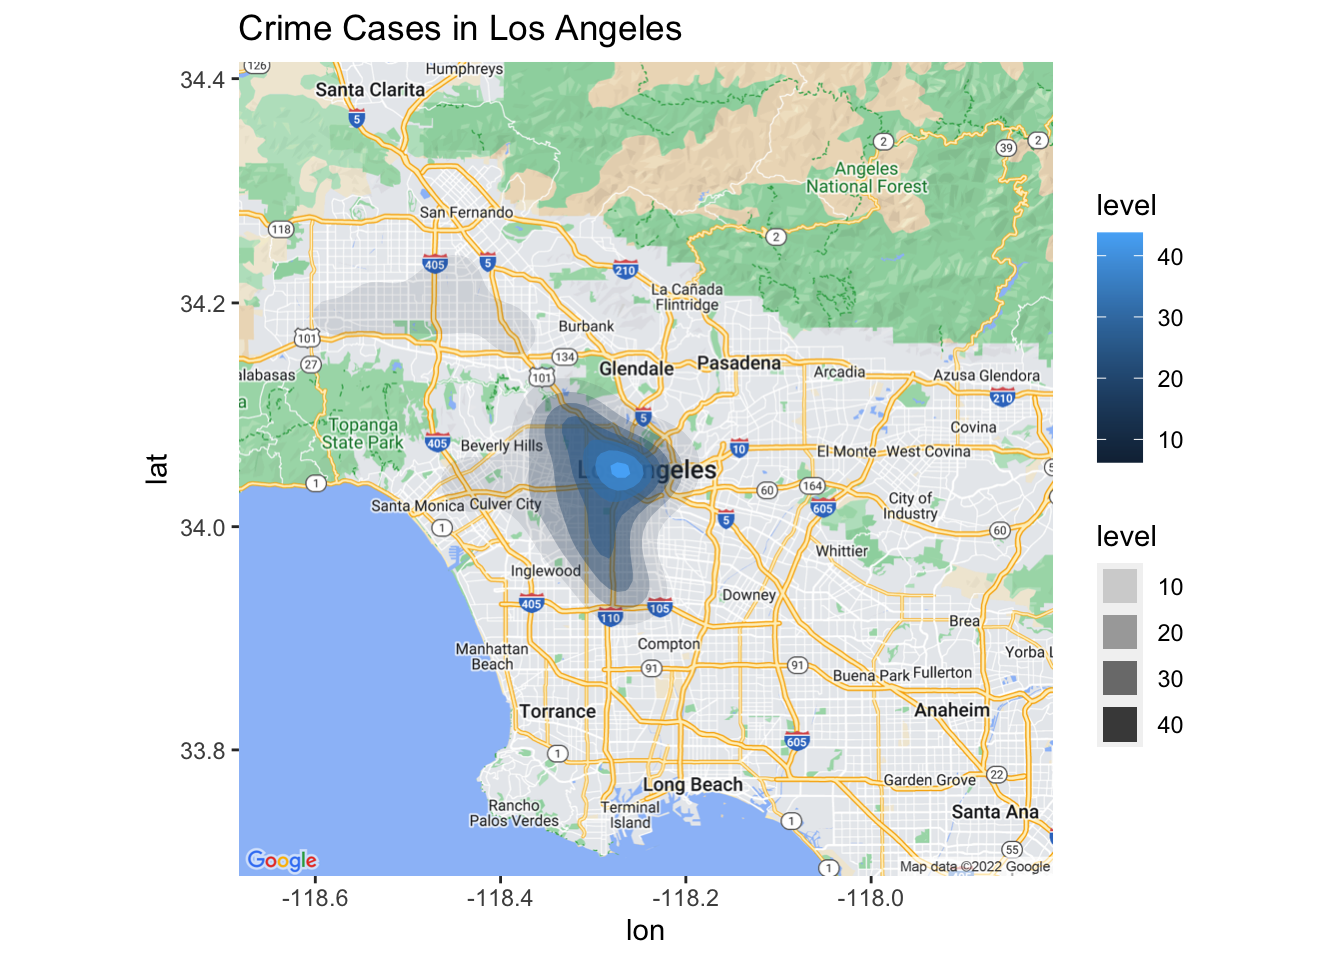 Crime Cases in Los Angeles
126
Humphreys
34.4
Santa Clarita
5
2
2
39
Angeles
National Forest
level
San Fernando
118
2
40
405
5
210
La Cañada
Flintridge
34.2
30
Burbank
101
134
Glendale
Pasadena
27
Arcadia
Azusa
Glendora
alabasas
101
20
210
a
5
Topanga
State Park
Covina
10
405
Beverly Hills
10
El Monte
West Covina
lat
Los Angeles
1
60
164
5
Santa Monica
Culver City
605
City of
Industry
34.0
1
5
60
level
Whittier
Inglewood
10
Downey
405
110
105
Brea
20
Compton
Manhattan
Beach
91
91
Yorba L
Buena Park
Fullerton
30
Torrance
Anaheim
40
33.8
1
605
Long Beach
Garden Grove
22
Rancho
Palos Verdes
Terminal
Island
1
Santa Ana
55
Google
1
Map data ©2022 Google
-118.6
-118.4
-118.2
-118.0
lon